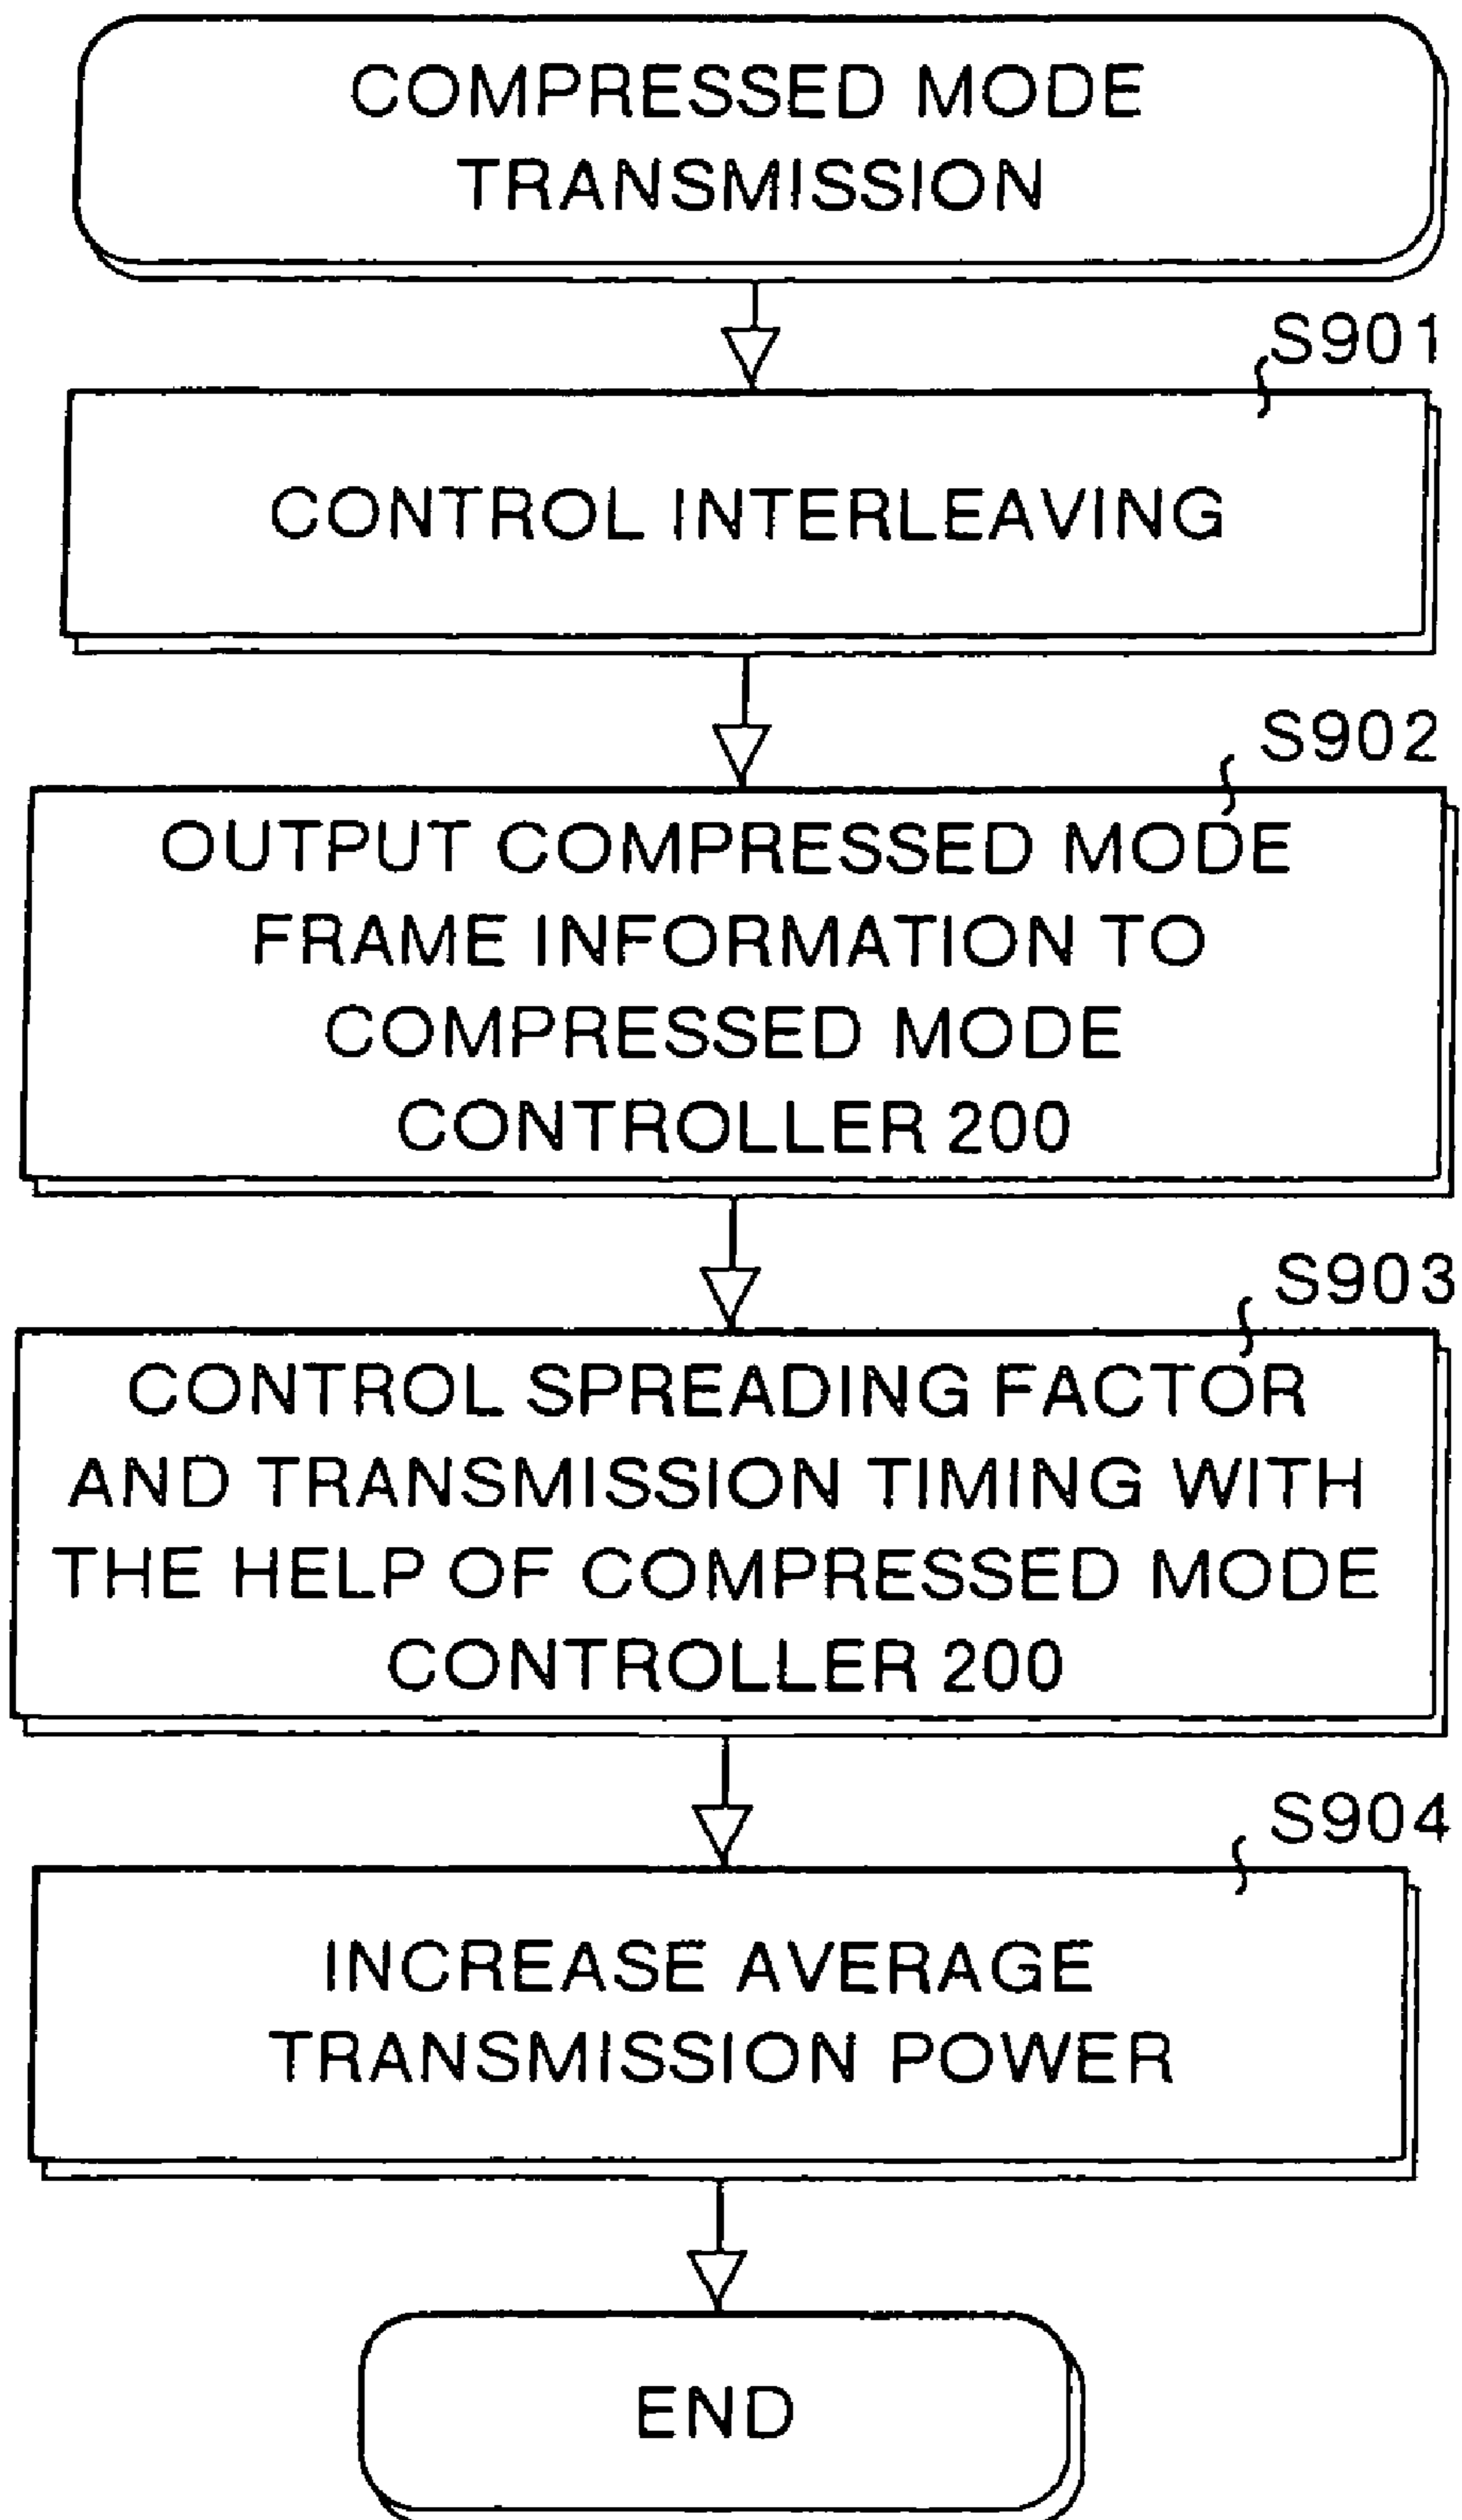 COMPRESSED MODE
TRANSMISSION
S901
CONTROL INTERLEAVING
S902
OUTPUT COMPRESSED MODE
FRAME INFORMATION TO
COMPRESSED MODE
CONTROLLER 200
S903
CONTROL SPREADING FACTOR
AND TRANSMISSION TIMING WITH
THE HELP OF COMPRESSED MODE
CONTROLLER 200
S904
INCREASE AVERAGE
TRANSMISSION POWER
END